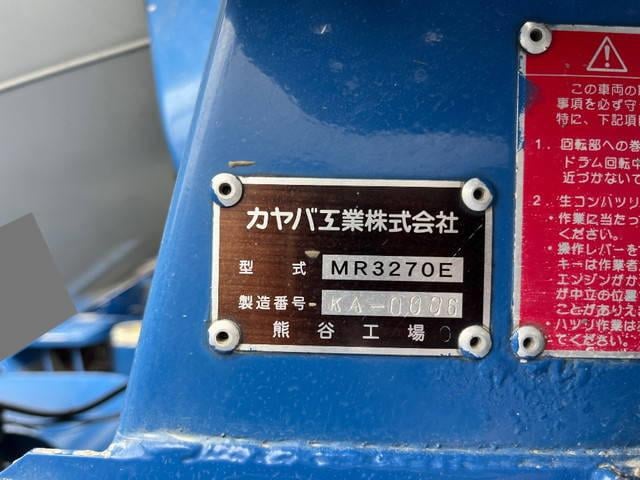 カヤバ工業株式会社
型 式 MR3270E
製造番号 KA-0006
熊谷工場
この車両の
事項を必ず守
特に、下記項
1. 回転部への巻
ドラム回転中
近づかないで
2. 生コンパツリ
・作業に当たっ
ください。
・操作レバーを
キーは作業者
エンジンがか
が中立の位置
ことがありえ
・ハツリ作業は
てください。